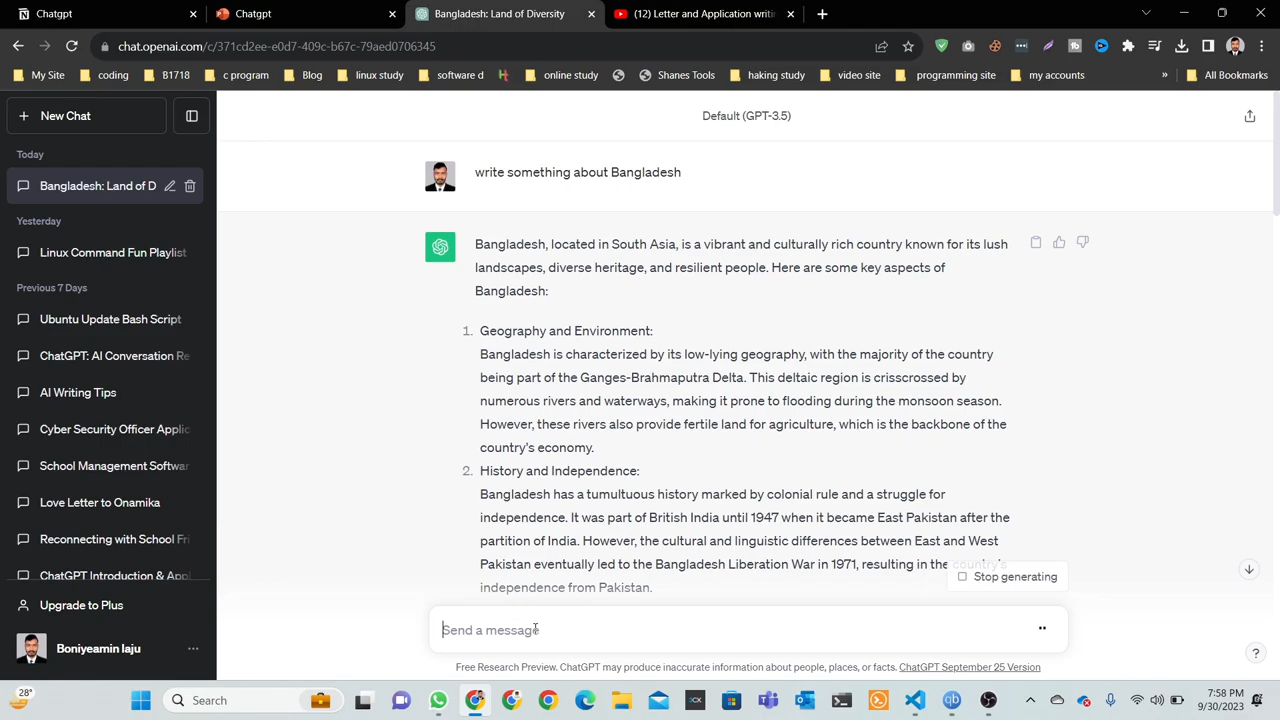 Chatgpt
Chatgpt
Bangladesh: Land of Diversity
(12) Letter and Application writin
chat.openai.com/c/371cd2ee-e0d7-409c-b67c-79aed0706345
My Site
coding
B1718
c program
Blog
linux study
software d
online study
Shanes Tools
haking study
video site
programming site
my accounts
»
All Bookmarks
New Chat
Default (GPT-3.5)
Today
Bangladesh: Land of D
Yesterday
Linux Command Fun Playlist
Previous 7 Days
Ubuntu Update Bash Script
ChatGPT: AI Conversation Re
AI Writing Tips
Cyber Security Officer Applic
School Management Softwar
Love Letter to Onamika
Reconnecting with School Fri
ChatGPT Introduction & Appl
Upgrade to Plus
Boniyeamin laju
write something about Bangladesh
Bangladesh, located in South Asia, is a vibrant and culturally rich country known for its lush
landscapes, diverse heritage, and resilient people. Here are some key aspects of
Bangladesh:
1. Geography and Environment:
Bangladesh is characterized by its low-lying geography, with the majority of the country
being part of the Ganges-Brahmaputra Delta. This deltaic region is crisscrossed by
numerous rivers and waterways, making it prone to flooding during the monsoon season.
However, these rivers also provide fertile land for agriculture, which is the backbone of the
country's economy.
2. History and Independence:
Bangladesh has a tumultuous history marked by colonial rule and a struggle for
independence. It was part of British India until 1947 when it became East Pakistan after the
partition of India. However, the cultural and linguistic differences between East and West
Pakistan eventually led to the Bangladesh Liberation War in 1971, resulting in the country's
independence from Pakistan.
Stop generating
Send a message
Free Research Preview. ChatGPT may produce inaccurate information about people, places, or facts. ChatGPT September 25 Version
?
28°
Search
7:58 PM
9/30/2023